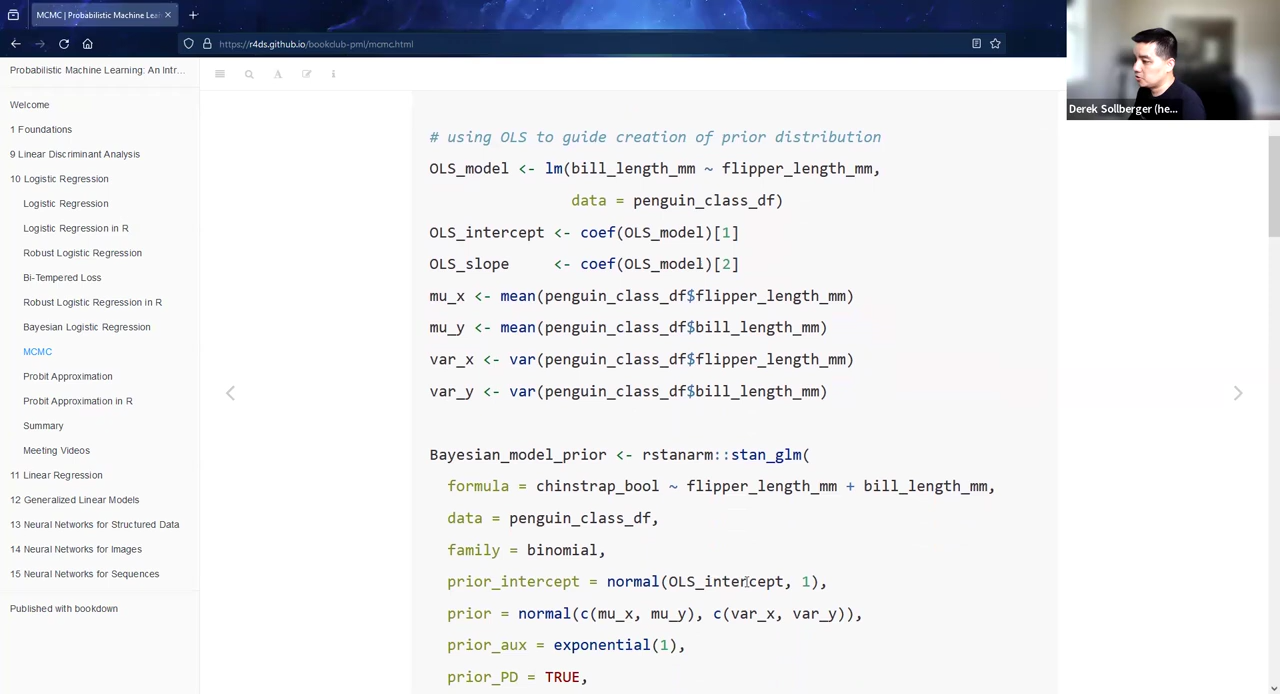 MCMC | Probabilistic Machine Lea
https://r4ds.github.io/bookclub-pml/mcmc.html
Derek Sollberger (he...
Probabilistic Machine Learning: An Intr...
Welcome
1 Foundations
9 Linear Discriminant Analysis
10 Logistic Regression
Logistic Regression
Logistic Regression in R
Robust Logistic Regression
Bi-Tempered Loss
Robust Logistic Regression in R
Bayesian Logistic Regression
MCMC
Probit Approximation
Probit Approximation in R
Summary
Meeting Videos
11 Linear Regression
12 Generalized Linear Models
13 Neural Networks for Structured Data
14 Neural Networks for Images
15 Neural Networks for Sequences
Published with bookdown
# using OLS to guide creation of prior distribution
OLS_model <- lm(bill_length_mm ~ flipper_length_mm,
data = penguin_class_df)
OLS_intercept <- coef(OLS_model)[1]
OLS_slope <- coef(OLS_model)[2]
mu_x <- mean(penguin_class_df$flipper_length_mm)
mu_y <- mean(penguin_class_df$bill_length_mm)
var_x <- var(penguin_class_df$flipper_length_mm)
var_y <- var(penguin_class_df$bill_length_mm)
Bayesian_model_prior <- rstanarm::stan_glm(
formula = chinstrap_bool ~ flipper_length_mm + bill_length_mm,
data = penguin_class_df,
family = binomial,
prior_intercept = normal(OLS_intercept, 1),
prior = normal(c(mu_x, mu_y), c(var_x, var_y)),
prior_aux = exponential(1),
prior_PD = TRUE,